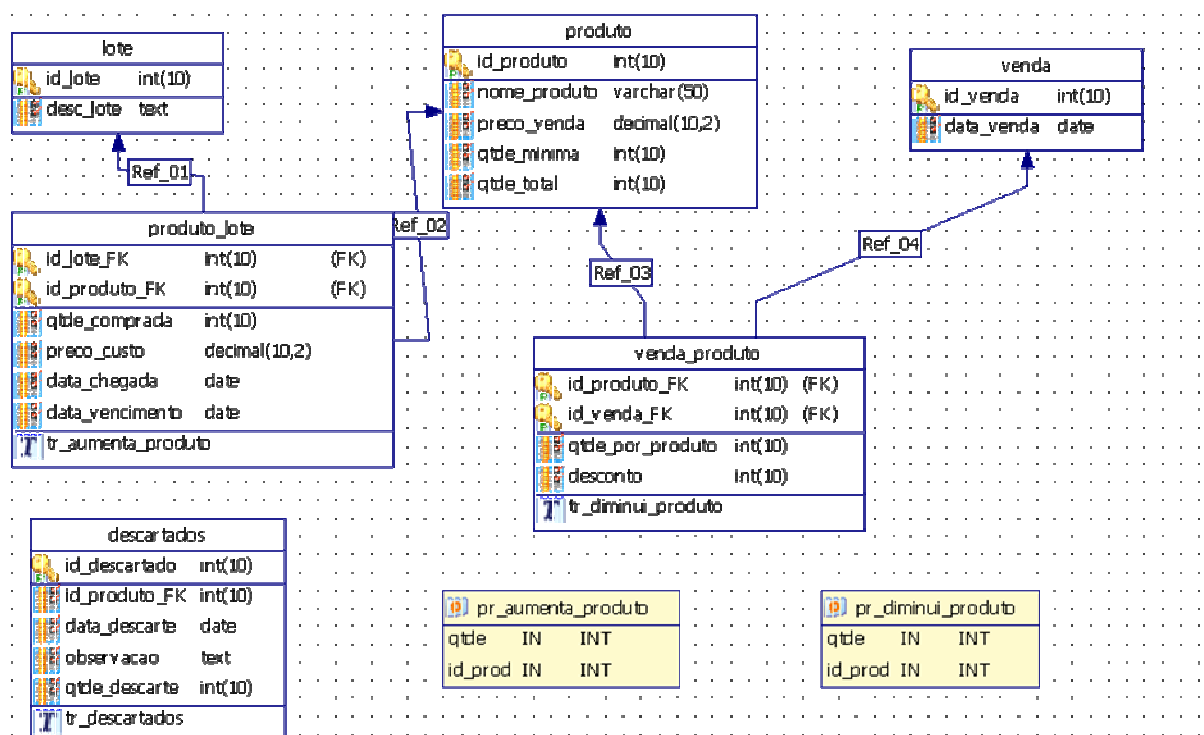 lote
id_lote int(10)
desc_lote text
produto
id_produto int(10)
nome_produto varchar(50)
preco_venda decimal(10,2)
qtde_minima int(10)
qtde_total int(10)
venda
id_venda int(10)
data_venda date
Ref_01
Ref_02
Ref_03
Ref_04
produto_lote
id_lote_FK int(10) (FK)
id_produto_FK int(10) (FK)
qtde_comprada int(10)
preco_custo decimal(10,2)
data_chegada date
data_vencimento date
tr_aumenta_produto
venda_produto
id_produto_FK int(10) (FK)
id_venda_FK int(10) (FK)
qtde_por_produto int(10)
desconto int(10)
tr_diminui_produto
descartados
id_descartado int(10)
id_produto_FK int(10)
data_descarte date
observacao text
qtde_descarte int(10)
tr_descartados
pr_aumenta_produto
qtde IN INT
id_prod IN INT
pr_diminui_produto
qtde IN INT
id_prod IN INT